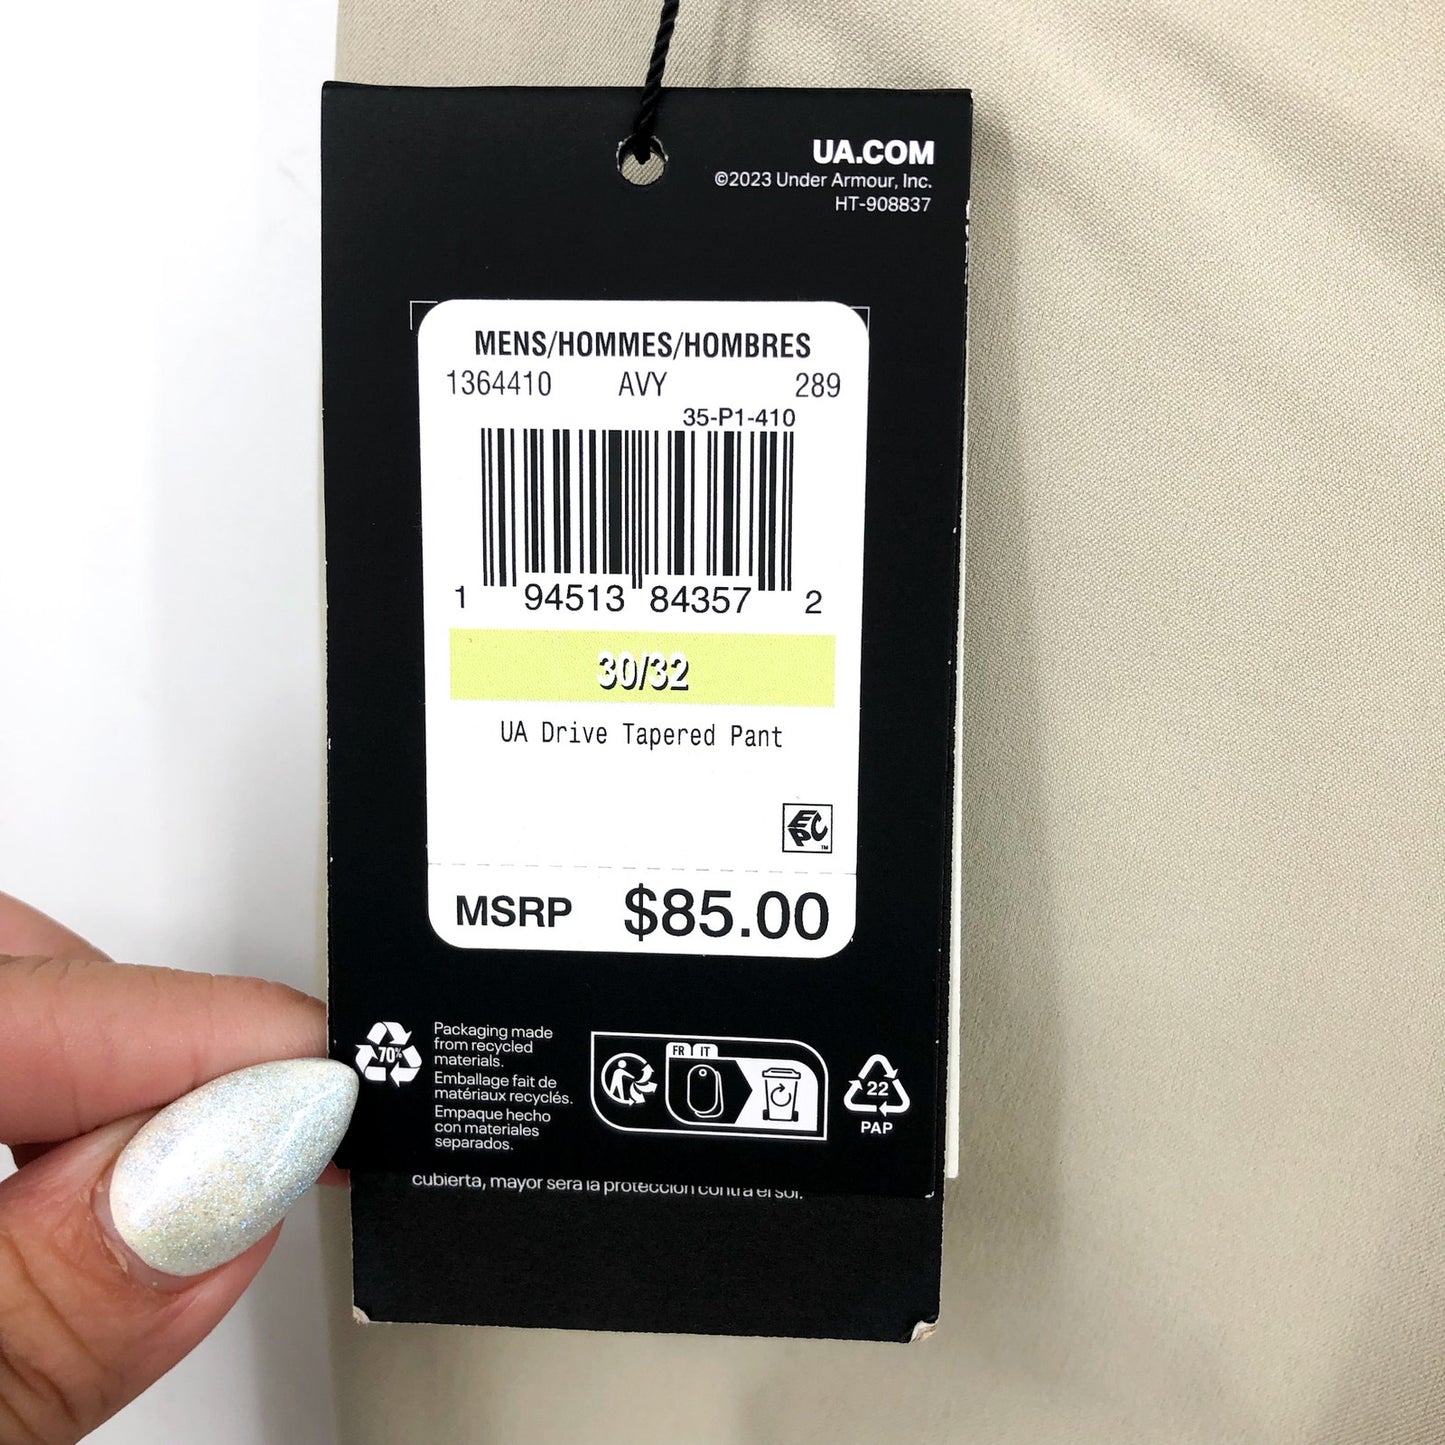 UA.COM
©2023 Under Armour, Inc.
HT-908837
MENS/HOMMES/HOMBRES
1364410 AVY 289
35-P1-410
1 94513 84357 2
30/32
UA Drive Tapered Pant
EPC™
MSRP $85.00
70%
Packaging made
from recycled
materials.
Emballage fait de
matériaux recyclés.
Empaque hecho
con materiales
separados.
FR IT
22
PAP
cubierta, mayor sera la protección contra el sol.